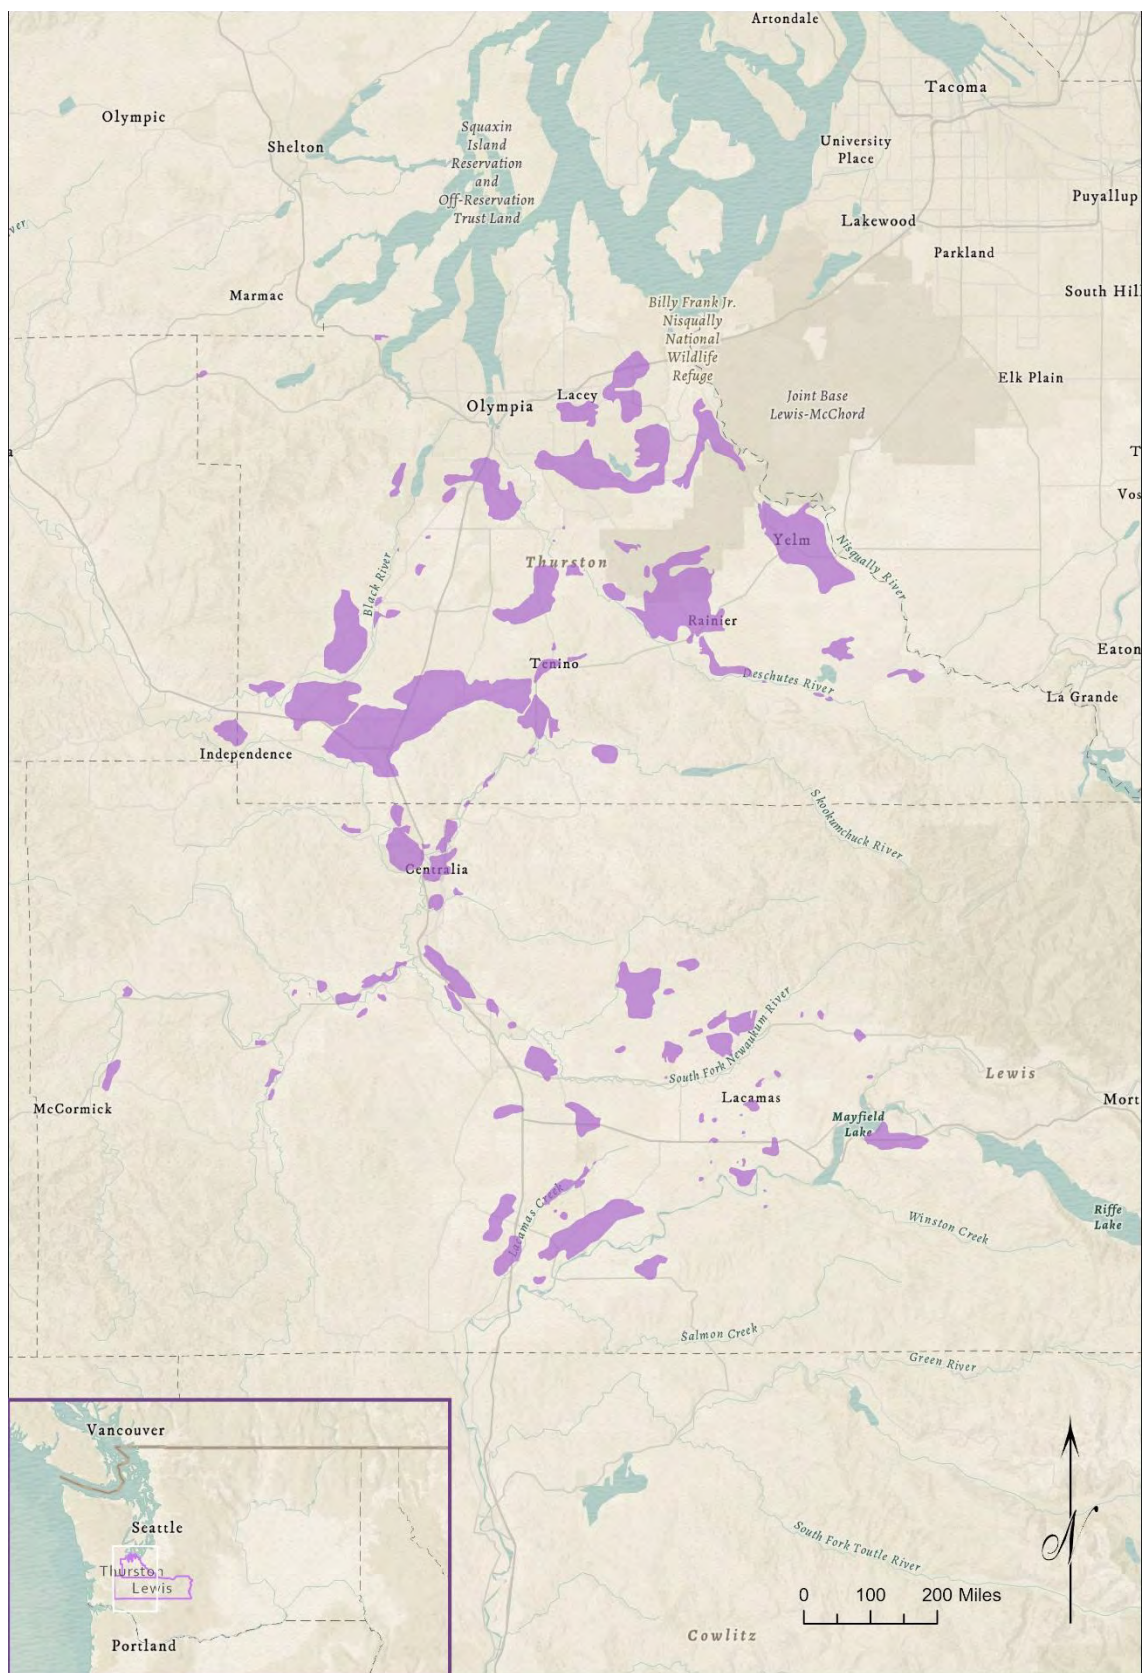 Artondale
Tacoma
Olympic
Shelton
Squaxin
Island
Reservation
and
Off-Reservation
Trust Land
University
Place
Puyallup
Lakewood
Parkland
ver
Marmac
Billy Frank Jr.
Nisqually
National
Wildlife
Refuge
South Hil
Elk Plain
Joint Base
Lewis-McChord
Lacey
Olympia
a
T
Vos
Yelm
Nisqually River
Thurston
Black River
Rainier
Eaton
Tenino
Deschutes River
La Grande
Independence
Skookumchuck River
Centralia
South Fork Newaukum River
Lewis
McCormick
Lacamas
Mort
Mayfield
Lake
Lacamas Creek
Riffe
Lake
Winston Creek
Salmon Creek
Green River
Vancouver
Seattle
Thurston
Lewis
Portland
South Fork Toutle River
N
0 100 200 Miles
Cowlitz